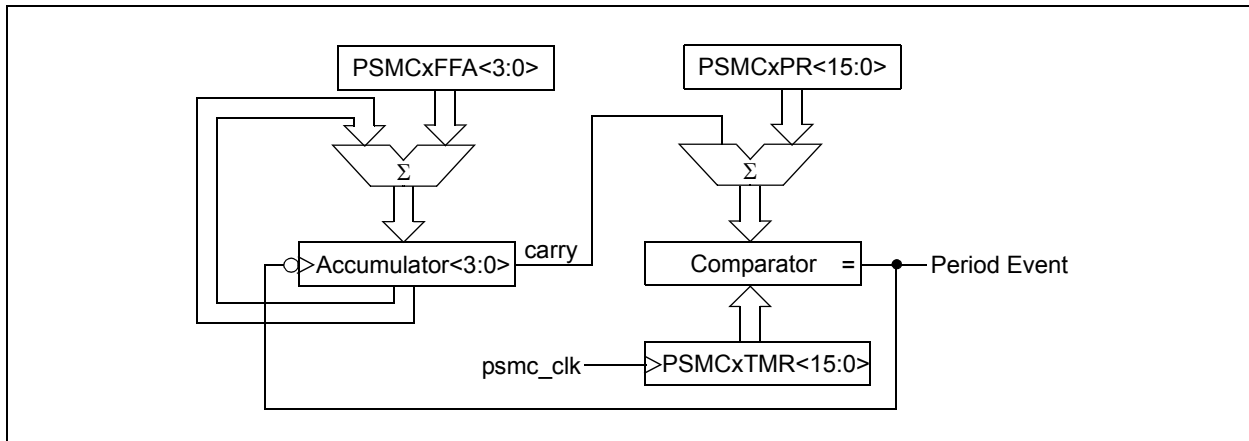 PSMCxFFA<3:0>
PSMCxPR<15:0>
Σ
Σ
Accumulator<3:0>
carry
Comparator =
Period Event
psmc_clk
PSMCxTMR<15:0>